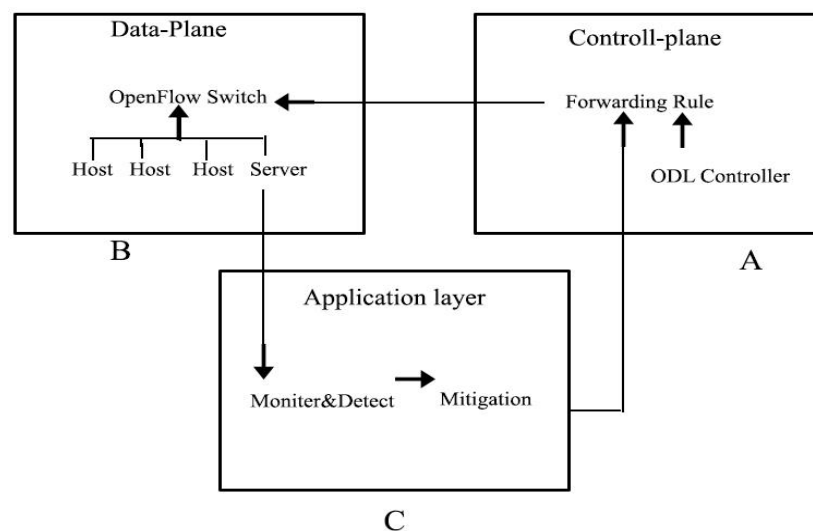 Data-Plane
OpenFlow Switch
Host Host Host Server
B
Controll-plane
Forwarding Rule
ODL Controller
A
Application layer
Moniter&Detect Mitigation
C